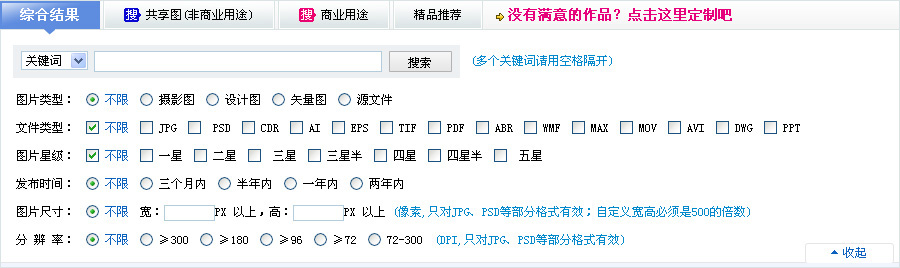 综合结果 搜 共享图(非商业用途) 搜 商业用途 精品推荐 没有满意的作品？点击这里定制吧
关键词 搜索 (多个关键词请用空格隔开)
图片类型： 不限 摄影图 设计图 矢量图 源文件
文件类型： 不限 JPG PSD CDR AI EPS TIF PDF ABR WMF MAX MOV AVI DWG PPT
图片星级： 不限 一星 二星 三星 三星半 四星 四星半 五星
发布时间： 不限 三个月内 半年内 一年内 两年内
图片尺寸： 不限 宽： PX 以上，高： PX 以上 (像素,只对JPG、PSD等部分格式有效；自定义宽高必须是500的倍数)
分 辨 率： 不限 ≥300 ≥180 ≥96 ≥72 72-300 (DPI,只对JPG、PSD等部分格式有效)
收起